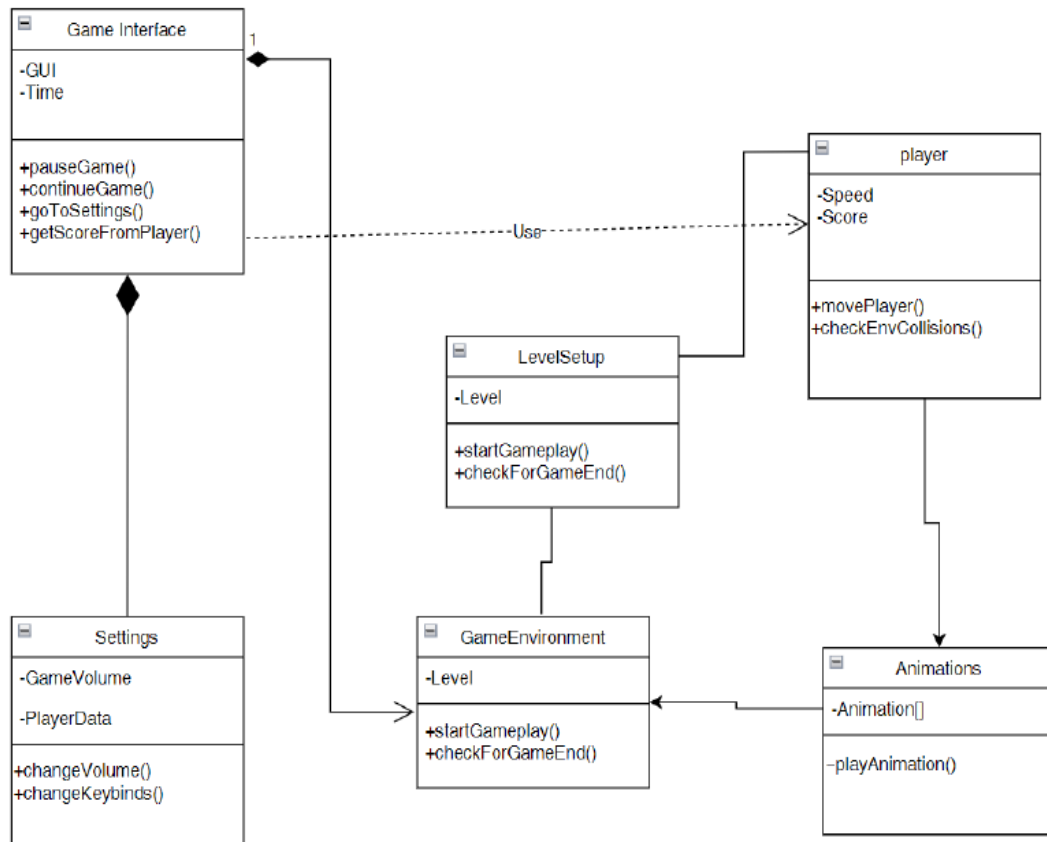 Game Interface
-GUI
-Time
+pauseGame()
+continueGame()
+goToSettings()
+getScoreFromPlayer()
1
Use
player
-Speed
-Score
+movePlayer()
+checkEnvCollisions()
LevelSetup
-Level
+startGameplay()
+checkForGameEnd()
Settings
-GameVolume
-PlayerData
+changeVolume()
+changeKeybinds()
GameEnvironment
-Level
+startGameplay()
+checkForGameEnd()
Animations
-Animation[]
-playAnimation()